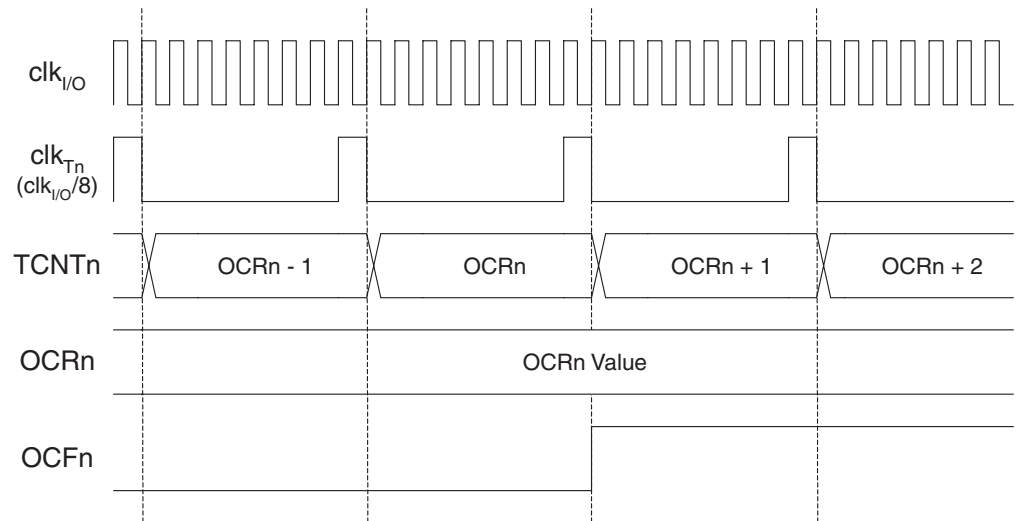 clkI/O
clkTn
(clkI/O/8)
TCNTn
OCRn - 1
OCRn
OCRn + 1
OCRn + 2
OCRn
OCRn Value
OCFn